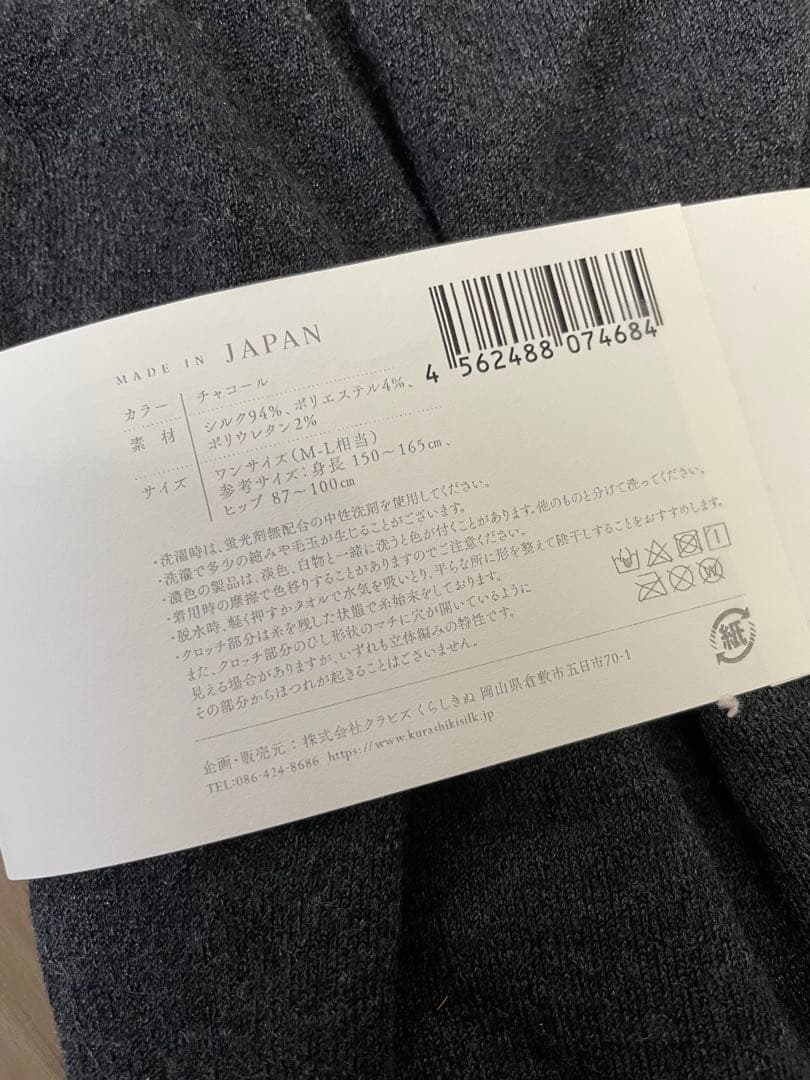 MADE IN JAPAN
4 562488 074684
カラー チャコール
素材 シルク94%、ポリエステル4%、
ポリウレタン2%
サイズ ワンサイズ(M-L相当)
参考サイズ:身長 150〜165㎝、
ヒップ 87〜100㎝
・洗濯時は、蛍光剤無配合の中性洗剤を使用してください。
・洗濯で多少の縮みや毛玉が生じることがございます。
・濃色の製品は、淡色、白物と一緒に洗うと色が付くことがあります。他のものと分けて洗ってください。
・着用時の摩擦で色移りすることがありますのでご注意ください。
・脱水時、軽く押すかタオルで水気を吸いとり、平らな所に形を整えて陰干しすることをおすすめします。
・クロッチ部分は糸を残した状態で糸始末をしております。
また、クロッチ部分のひし形状のマチに穴が開いているように
見える場合がありますが、いずれも立体編みの特性です。
その部分からほつれが起きることはございません。
紙
企画・販売元:株式会社クラビズ くらしきぬ 岡山県倉敷市五日市70-1
TEL:086-424-8686 https://www.kurashikisilk.jp